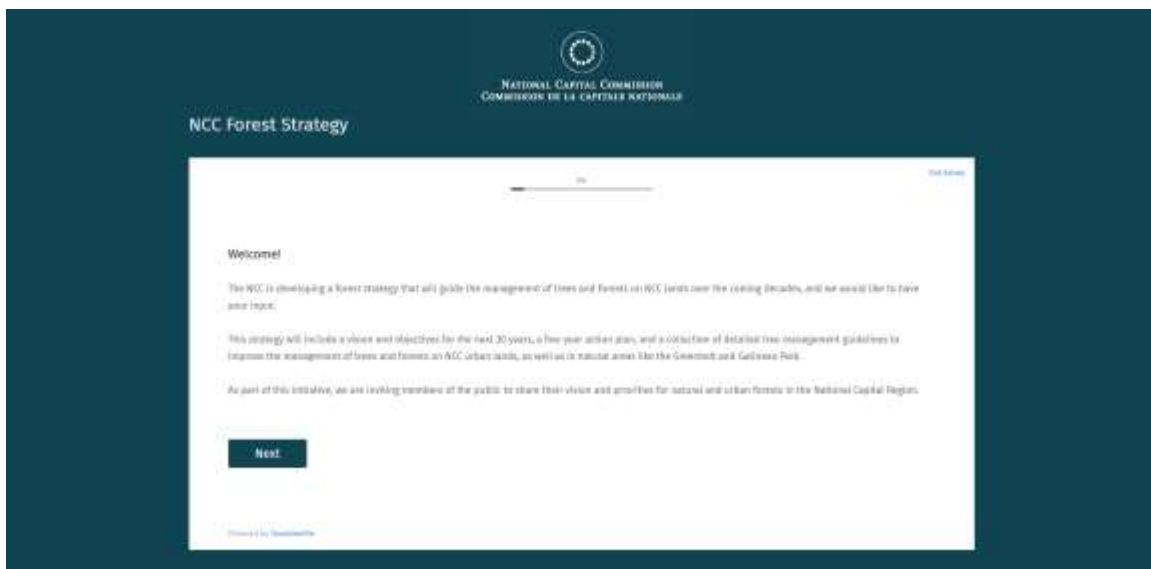 NATIONAL CAPITAL COMMISSION
COMMISSION DE LA CAPITALE NATIONALE
NCC Forest Strategy
Welcome!
The NCC is developing a forest strategy that will guide the management of trees and forests on NCC lands over the coming decades, and we would like to have
your input.
This strategy will include a vision and objectives for the next 30 years, a five-year action plan, and a collection of detailed tree management guidelines to
improve the management of trees and forests on NCC urban lands, as well as in natural areas like the Greenbelt and Gatineau Park.
As part of this initiative, we are inviting members of the public to share their vision and priorities for natural and urban forests in the National Capital Region.
Next
Powered by